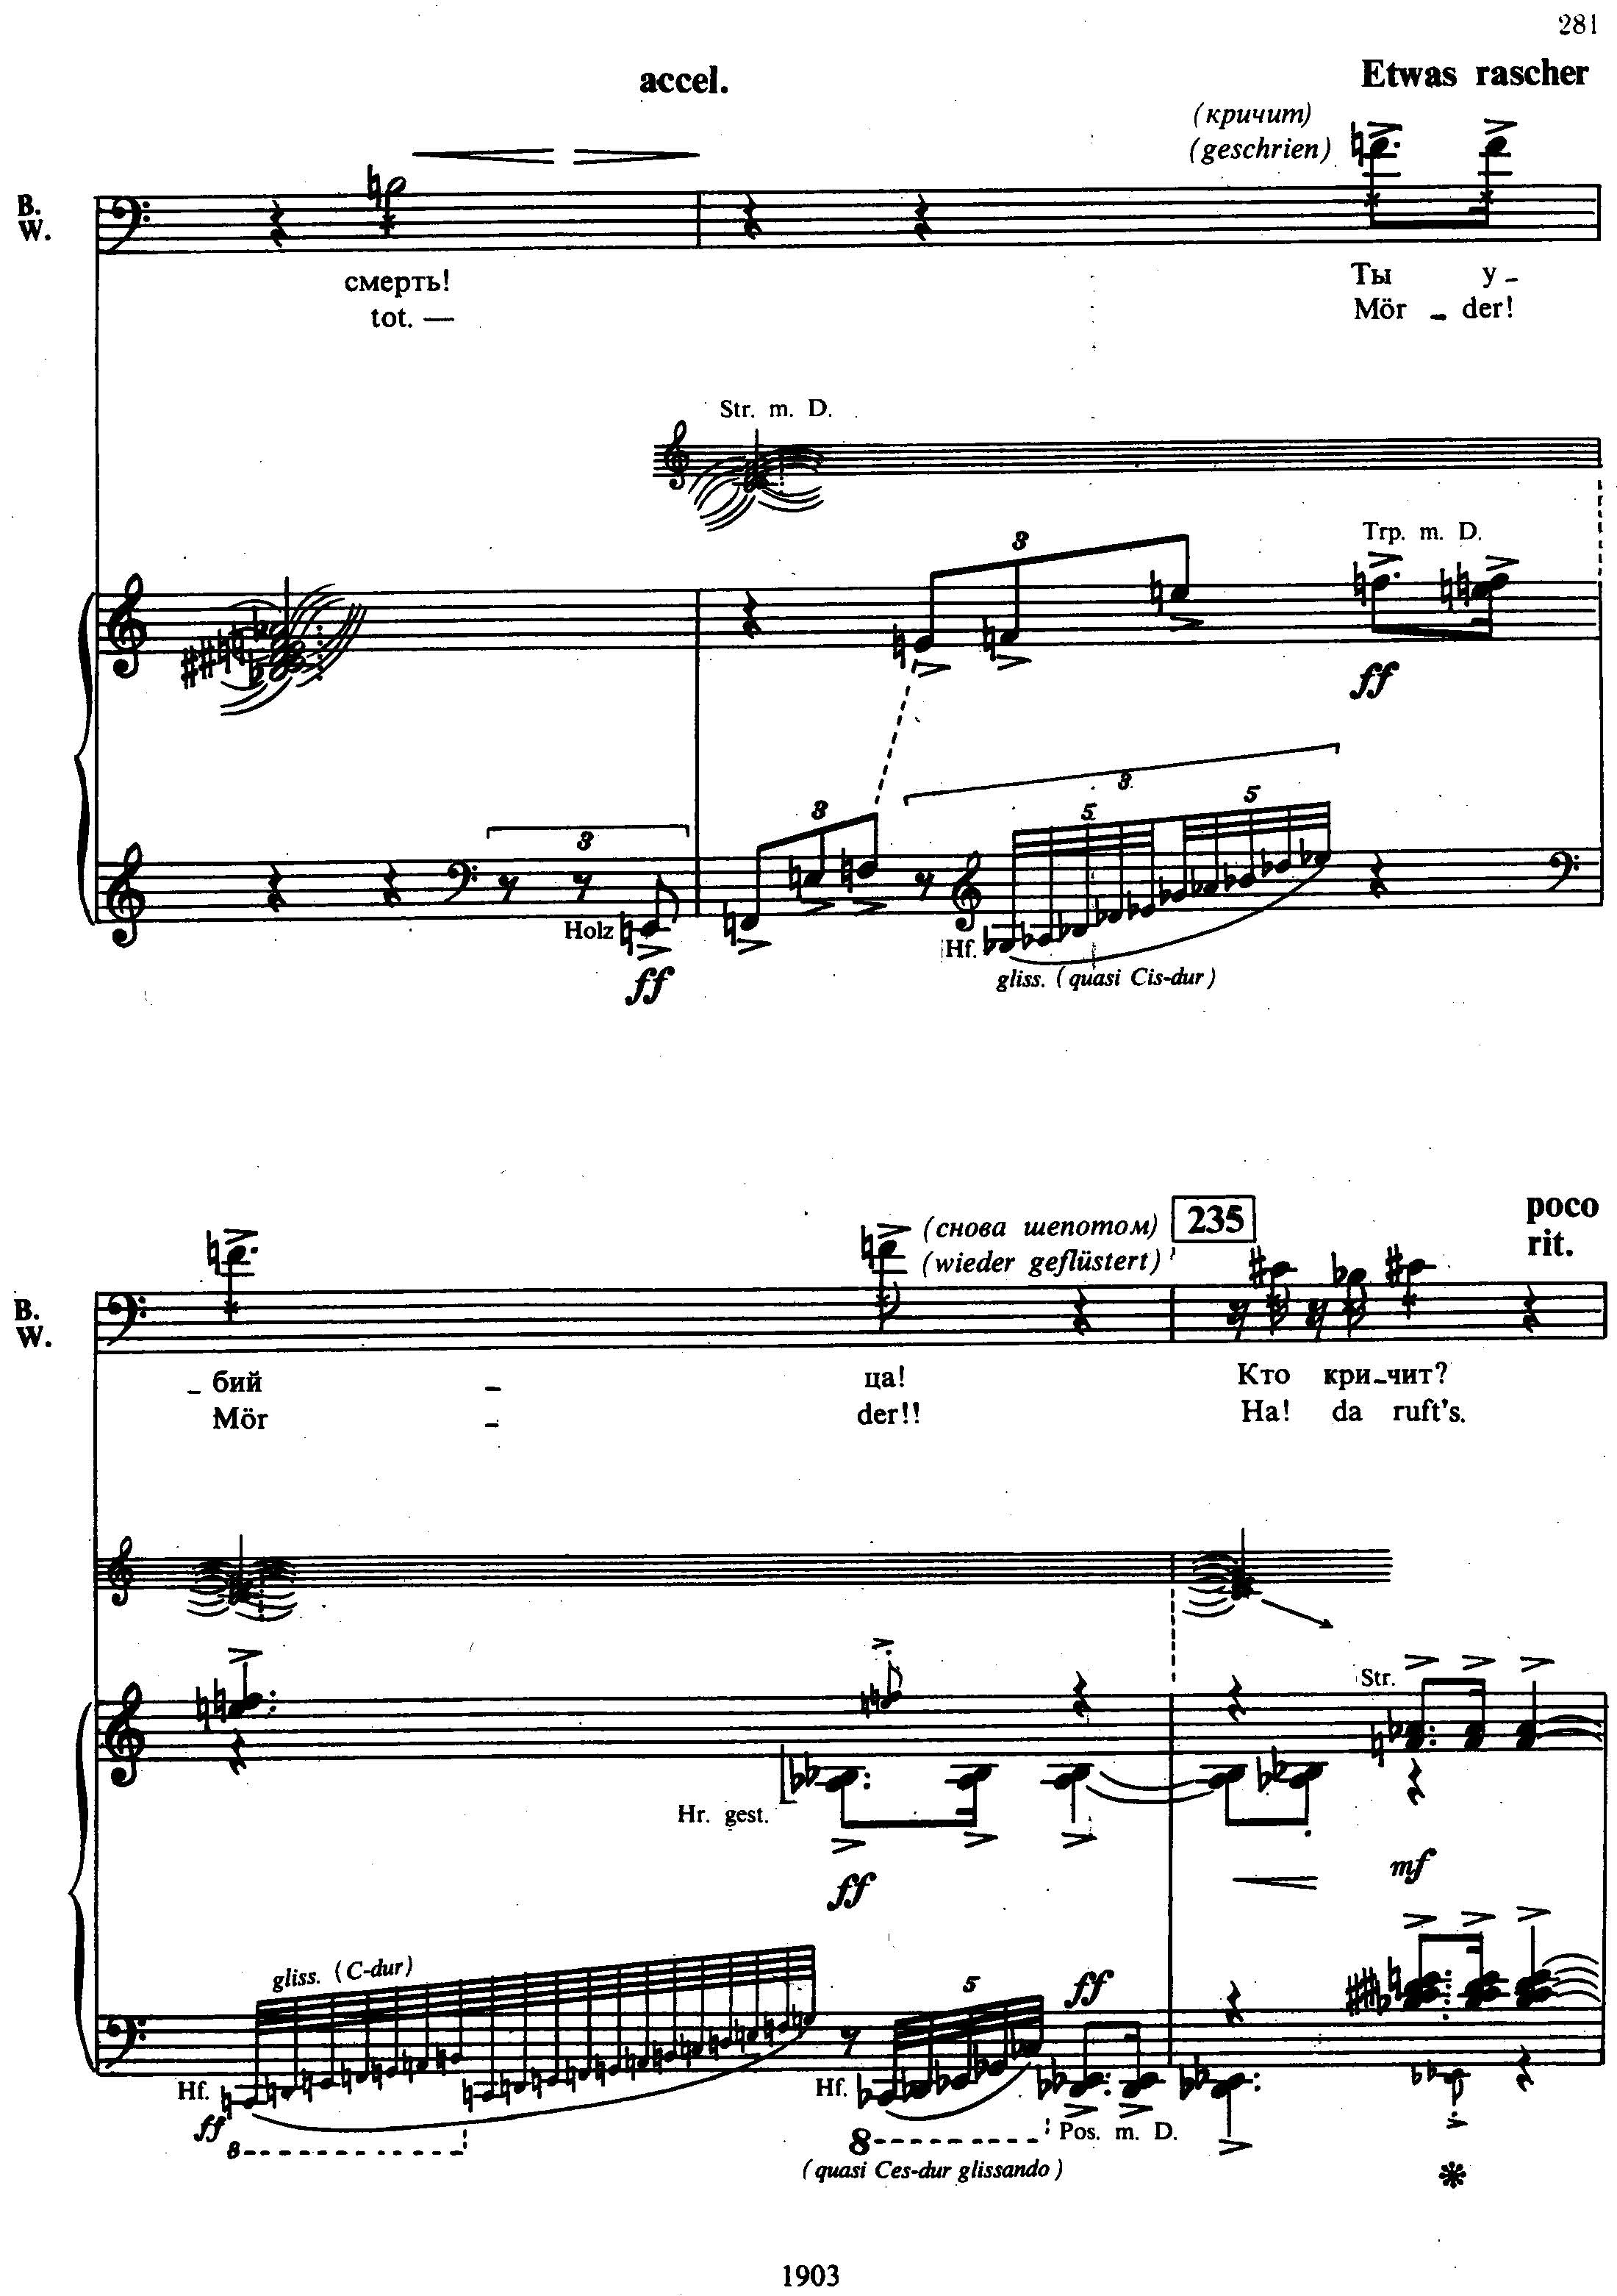 281
accel.
Etwas rascher
(кричит)
(geschrien)
B.
W.
смерть!
Ты у-
tot. —
Mör - der!
Str. m. D.
3
Trp. m. D.
ff
3
5
5
3
3
Holz
ff
Hf.
gliss. (quasi Cis-dur)
(снова шепотом)
235
poco
(wieder geflüstert)
rit.
B.
W.
- бий - ца! Кто кри-чит?
Mör - der!! Ha! da ruft's.
Str.
Hr. gest.
ff
mf
gliss. (C-dur)
5
ff
Hf.
ff
8
Hf.
8
Pos. m. D.
(quasi Ces-dur glissando)
1903